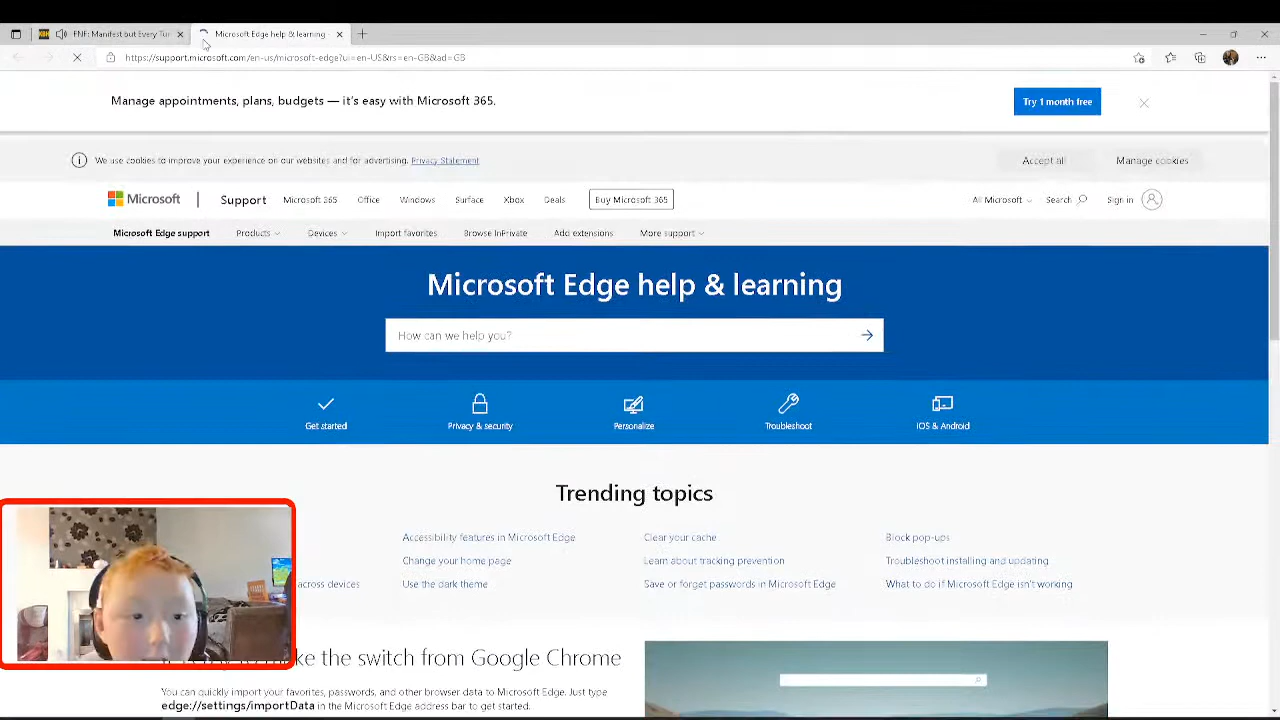 FNF: Manifest but Every Tur
Microsoft Edge help & learning
https://support.microsoft.com/en-us/microsoft-edge?ui=en-US&rs=en-GB&ad=GB
Manage appointments, plans, budgets — it's easy with Microsoft 365.
Try 1 month free
We use cookies to improve your experience on our websites and for advertising. Privacy Statement
Accept all
Manage cookies
Microsoft
Support
Microsoft 365
Office
Windows
Surface
Xbox
Deals
Buy Microsoft 365
All Microsoft
Search
Sign in
Microsoft Edge support
Products
Devices
Import favorites
Browse InPrivate
Add extensions
More support
Microsoft Edge help & learning
How can we help you?
Get started
Privacy & security
Personalize
Troubleshoot
iOS & Android
Trending topics
Accessibility features in Microsoft Edge
Clear your cache
Block pop-ups
Change your home page
Learn about tracking prevention
Troubleshoot installing and updating
across devices
Use the dark theme
Save or forget passwords in Microsoft Edge
What to do if Microsoft Edge isn't working
the switch from Google Chrome
You can quickly import your favorites, passwords, and other browser data to Microsoft Edge. Just type
edge://settings/importData in the Microsoft Edge address bar to get started.